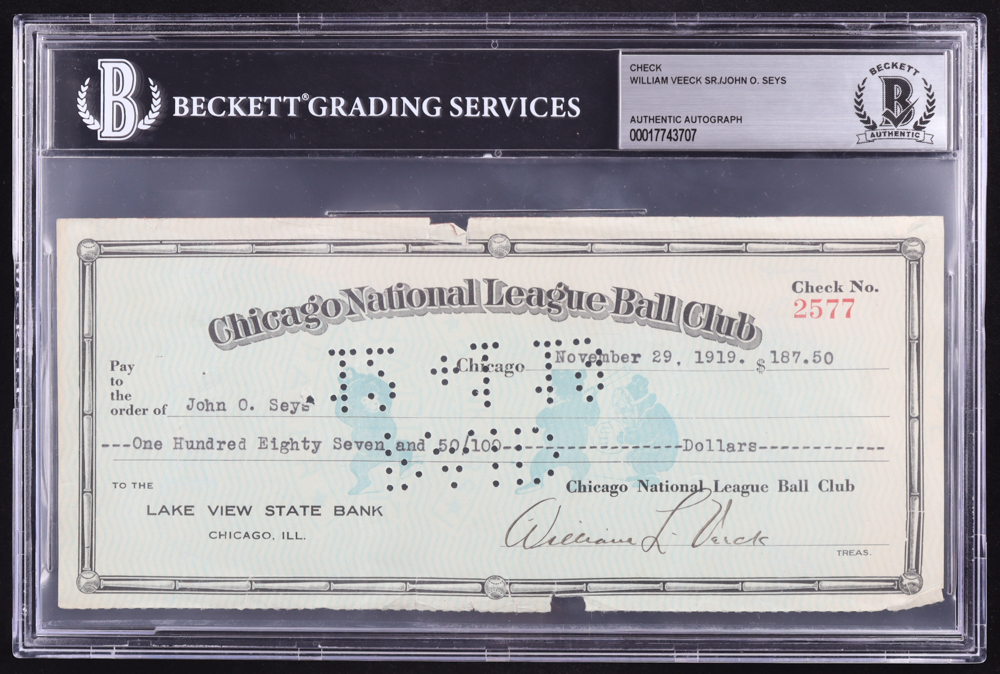 B BECKETT® GRADING SERVICES
CHECK
WILLIAM VEECK SR./JOHN O. SEYS
AUTHENTIC AUTOGRAPH
00017743707
BECKETT
B
AUTHENTIC
Chicago National League Ball Club
Check No.
2577
Chicago November 29, 1919. $ 187.50
Pay
to
the
order of John O. Seys
---One Hundred Eighty Seven and 50/100--------------------Dollars--------------
TO THE
LAKE VIEW STATE BANK
CHICAGO, ILL.
Chicago National League Ball Club
William L. Veeck
TREAS.